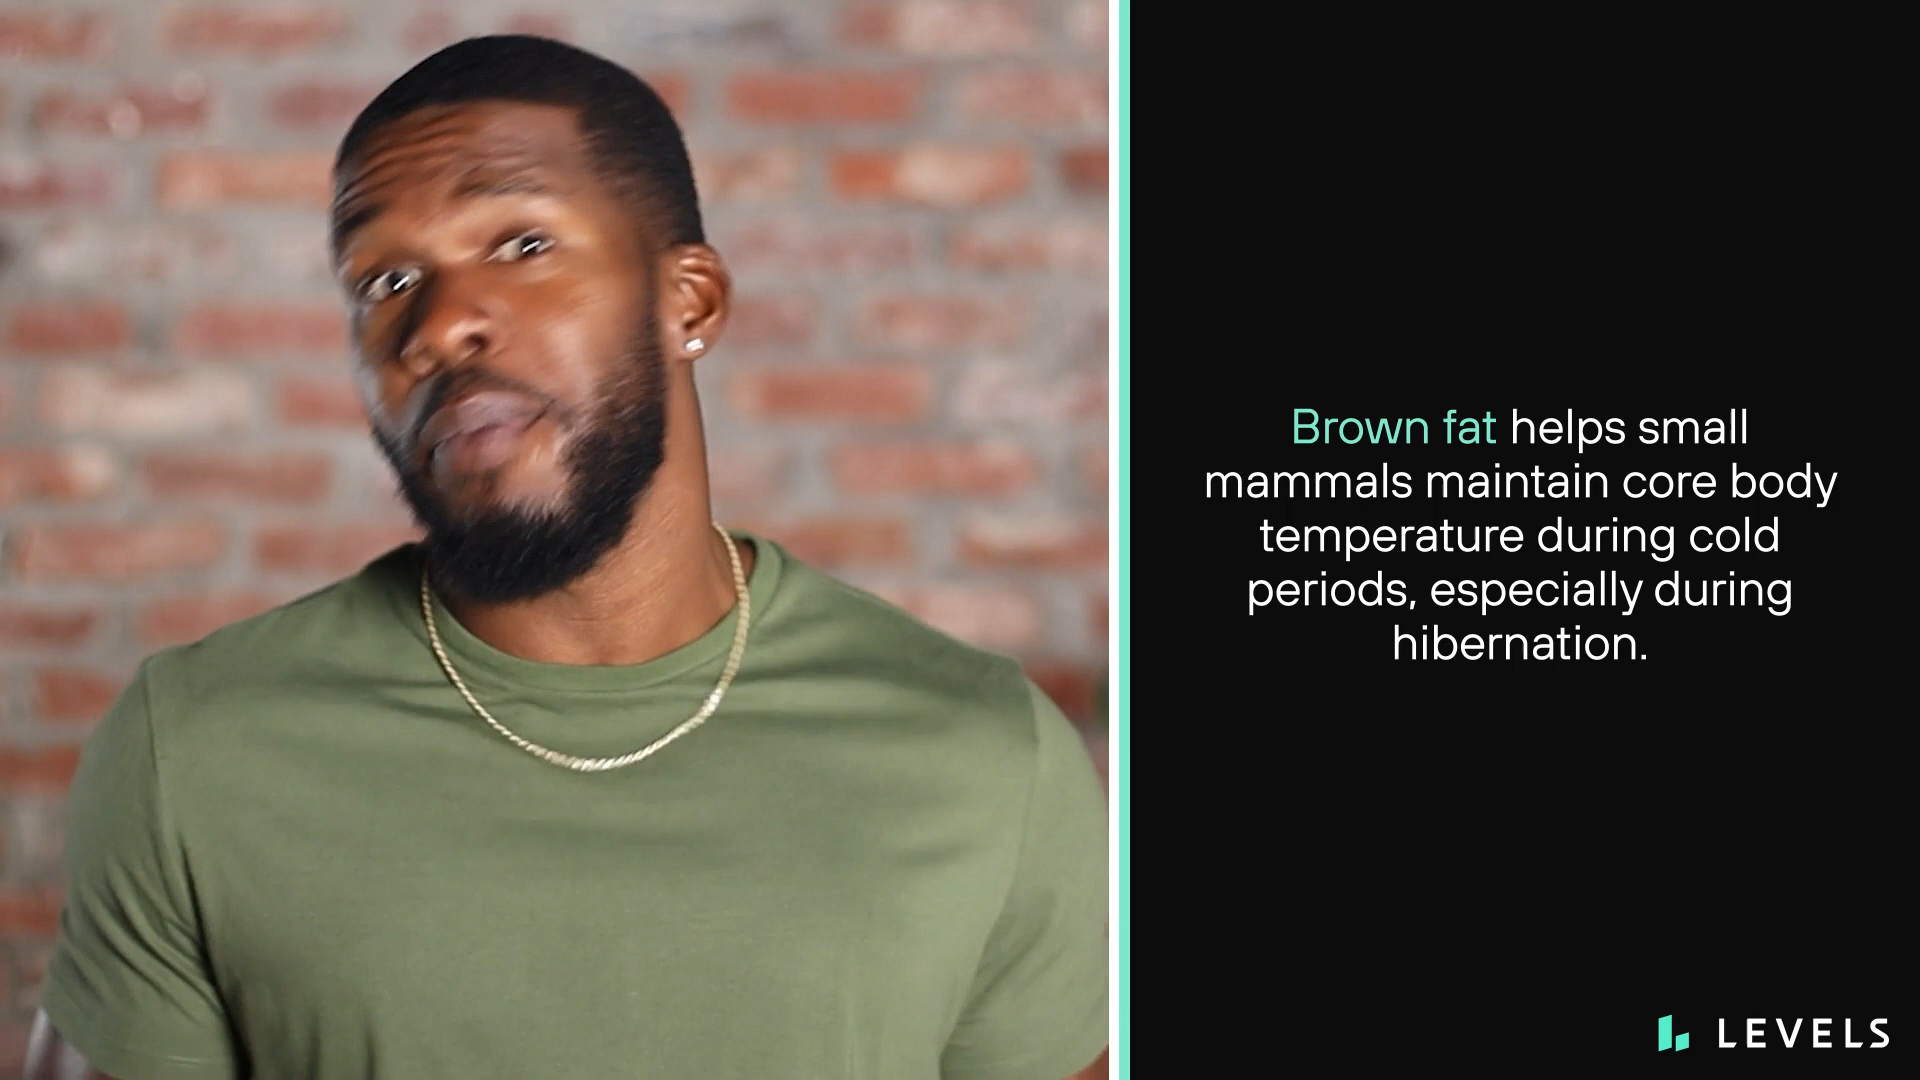 Brown fat helps small
mammals maintain core body
temperature during cold
periods, especially during
hibernation.
LEVELS